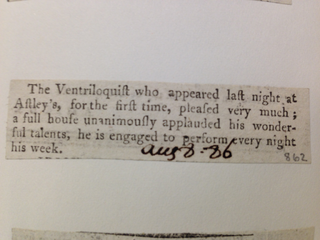 The Ventriloquiſt who appeared laſt night at
Aſtley's, for the firſt time, pleaſed very much;
a full houſe unanimouſly applauded his wonder-
ful talents, he is engaged to perform every night
his week.
Aug 8-86
862